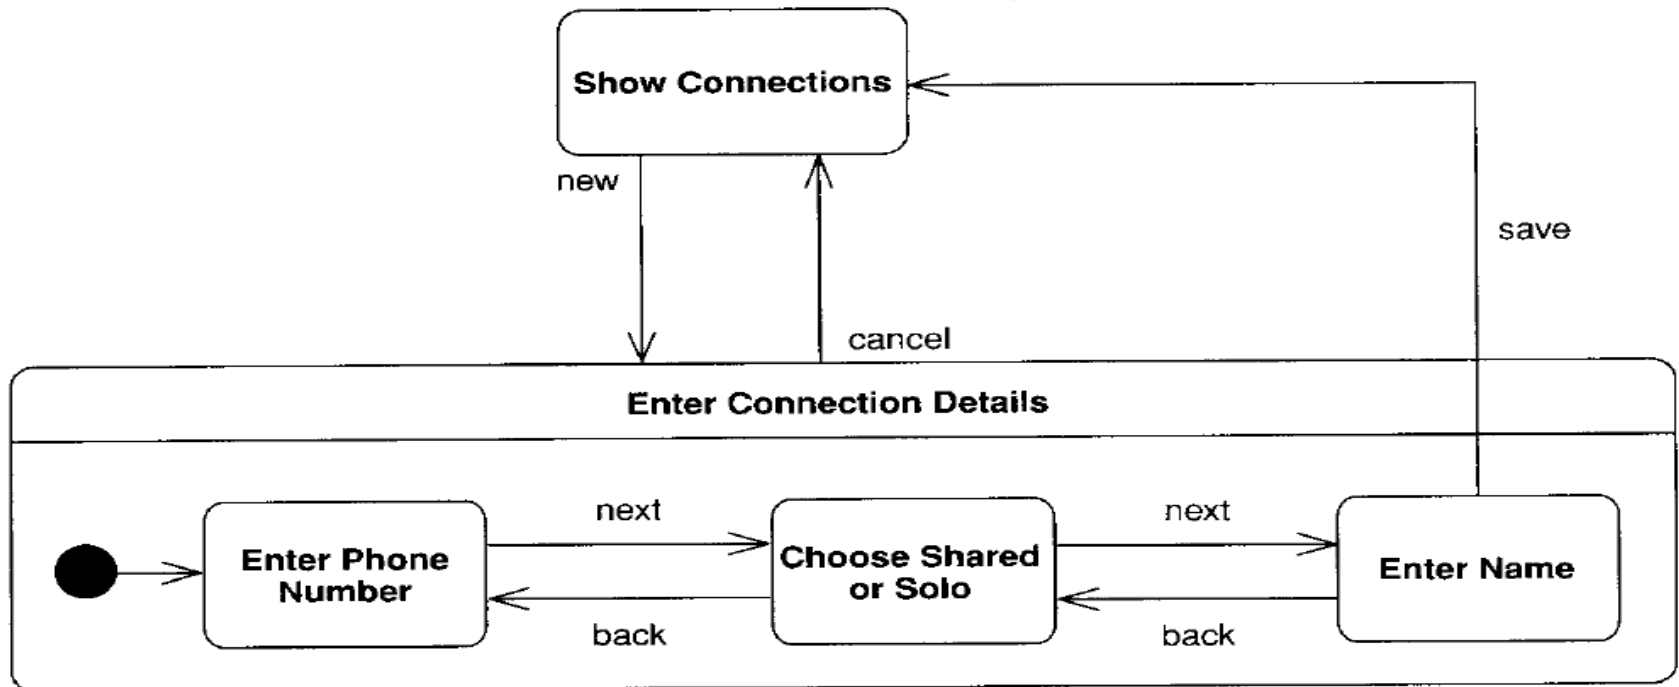 Show Connections
new
save
cancel
Enter Connection Details
next
next
Enter Phone
Number
Choose Shared
or Solo
Enter Name
back
back